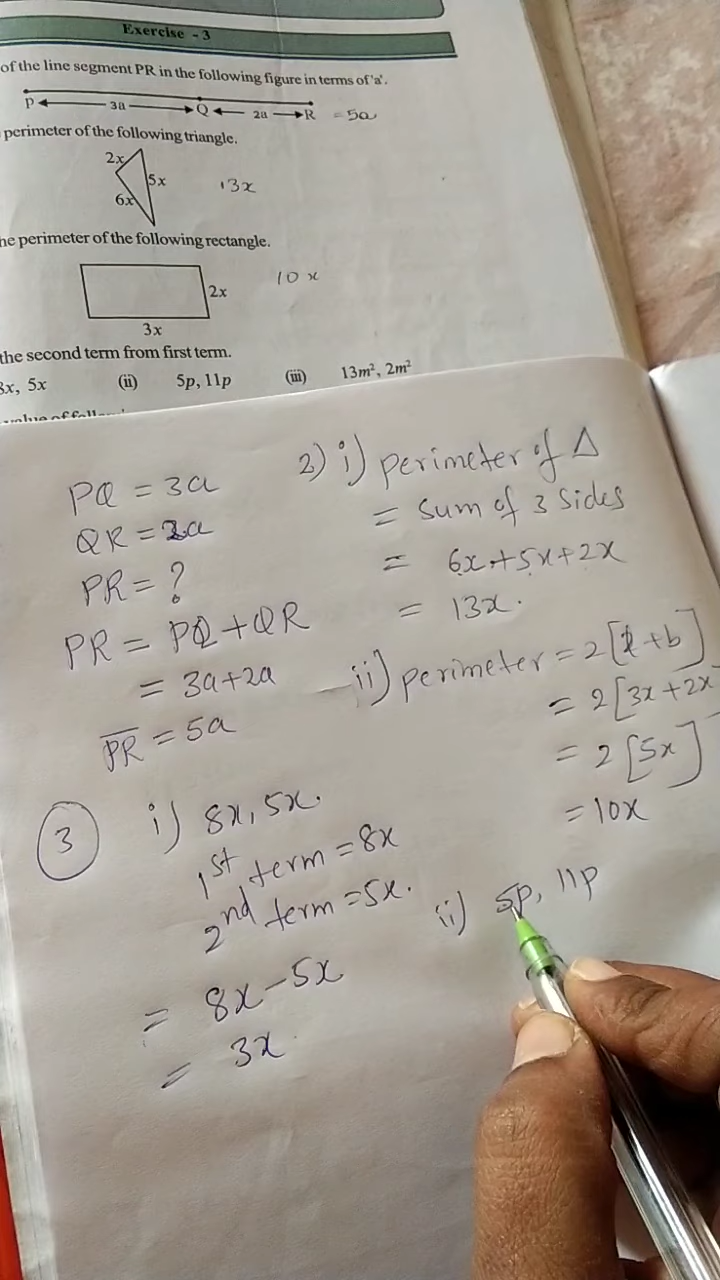 Exercise - 3
of the line segment PR in the following figure in terms of 'a'.
P 3a Q 2a R = 5a
perimeter of the following triangle.
2x
5x 13x
6x
he perimeter of the following rectangle.
10 x
2x
3x
the second term from first term.
8x, 5x (ii) 5p, 11p (iii) 13m², 2m²
PQ = 3a
QR = 2a
PR = ?
PR = PQ + QR
= 3a + 2a
PR = 5a
2) i) perimeter of Δ
= sum of 3 sides
= 6x + 5x + 2x
= 13x.
ii) perimeter = 2[l + b]
= 2[3x + 2x
= 2[5x]
= 10x
3 i) 8x, 5x.
1st term = 8x
2nd term = 5x.
= 8x - 5x
= 3x.
ii) 5p, 11p